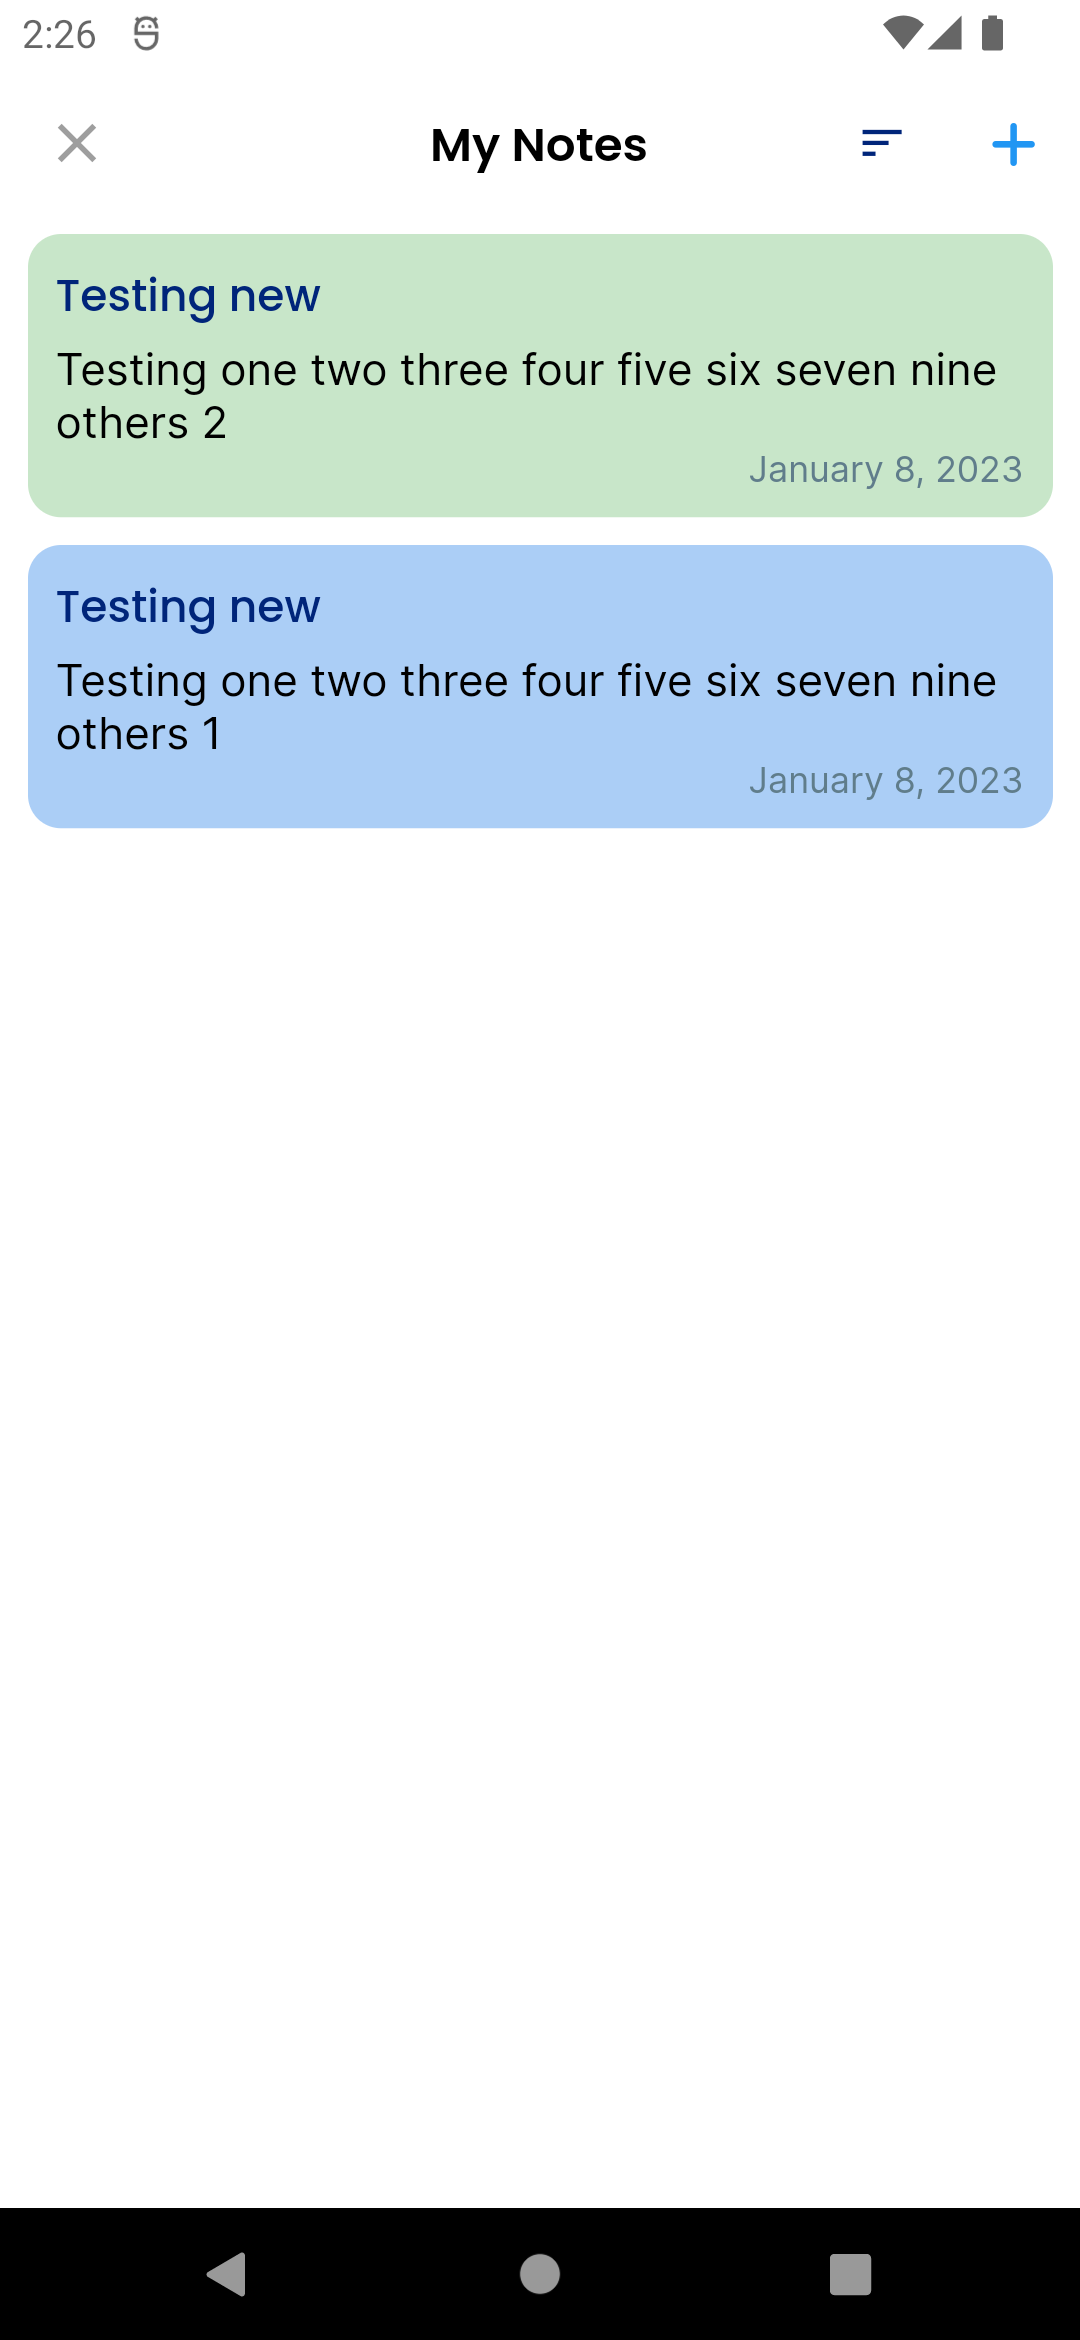 2:26
My Notes
Testing new
Testing one two three four five six seven nine
others 2
January 8, 2023
Testing new
Testing one two three four five six seven nine
others 1
January 8, 2023